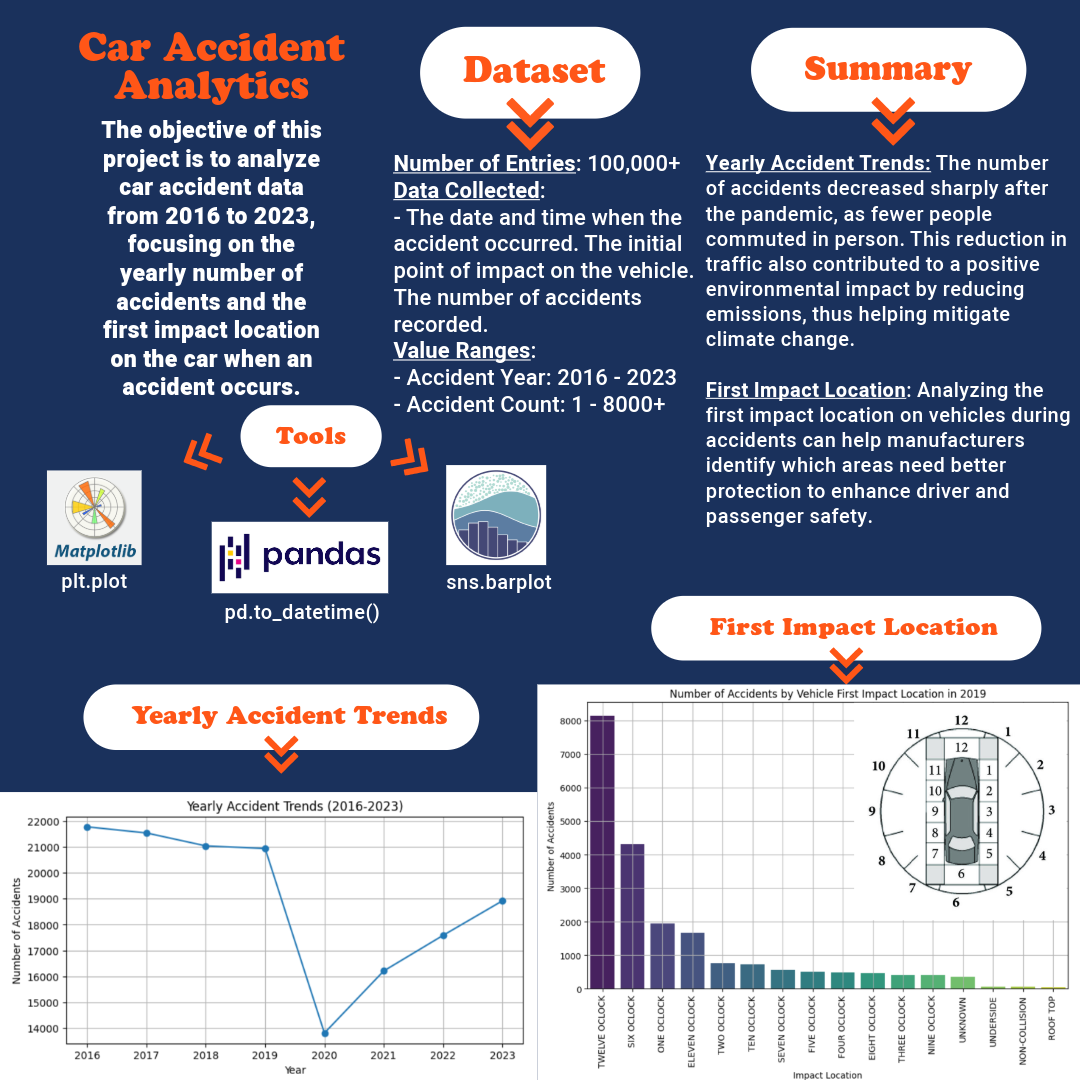 Car Accident
Analytics
The objective of this
project is to analyze
car accident data
from 2016 to 2023,
focusing on the
yearly number of
accidents and the
first impact location
on the car when an
accident occurs.
Dataset
Number of Entries: 100,000+
Data Collected:
- The date and time when the
accident occurred. The initial
point of impact on the vehicle.
The number of accidents
recorded.
Value Ranges:
- Accident Year: 2016 - 2023
- Accident Count: 1 - 8000+
Summary
Yearly Accident Trends: The number
of accidents decreased sharply after
the pandemic, as fewer people
commuted in person. This reduction in
traffic also contributed to a positive
environmental impact by reducing
emissions, thus helping mitigate
climate change.
First Impact Location: Analyzing the
first impact location on vehicles during
accidents can help manufacturers
identify which areas need better
protection to enhance driver and
passenger safety.
Tools
Matplotlib
plt.plot
pandas
pd.to_datetime()
sns.barplot
Yearly Accident Trends
Yearly Accident Trends (2016-2023)
Number of Accidents
22000
21000
20000
19000
18000
17000
16000
15000
14000
2016 2017 2018 2019 2020 2021 2022 2023
Year
First Impact Location
Number of Accidents by Vehicle First Impact Location in 2019
Number of Accidents
8000
7000
6000
5000
4000
3000
2000
1000
0
TWELVE OCLOCK
SIX OCLOCK
ONE OCLOCK
ELEVEN OCLOCK
TWO OCLOCK
TEN OCLOCK
SEVEN OCLOCK
FIVE OCLOCK
FOUR OCLOCK
EIGHT OCLOCK
THREE OCLOCK
NINE OCLOCK
UNKNOWN
UNDERSIDE
NON-COLLISION
ROOF TOP
Impact Location
12
11 1
12
10 2
11 1
10 2
9 9 3 3
8 4
8 7 5 4
6
7 5
6